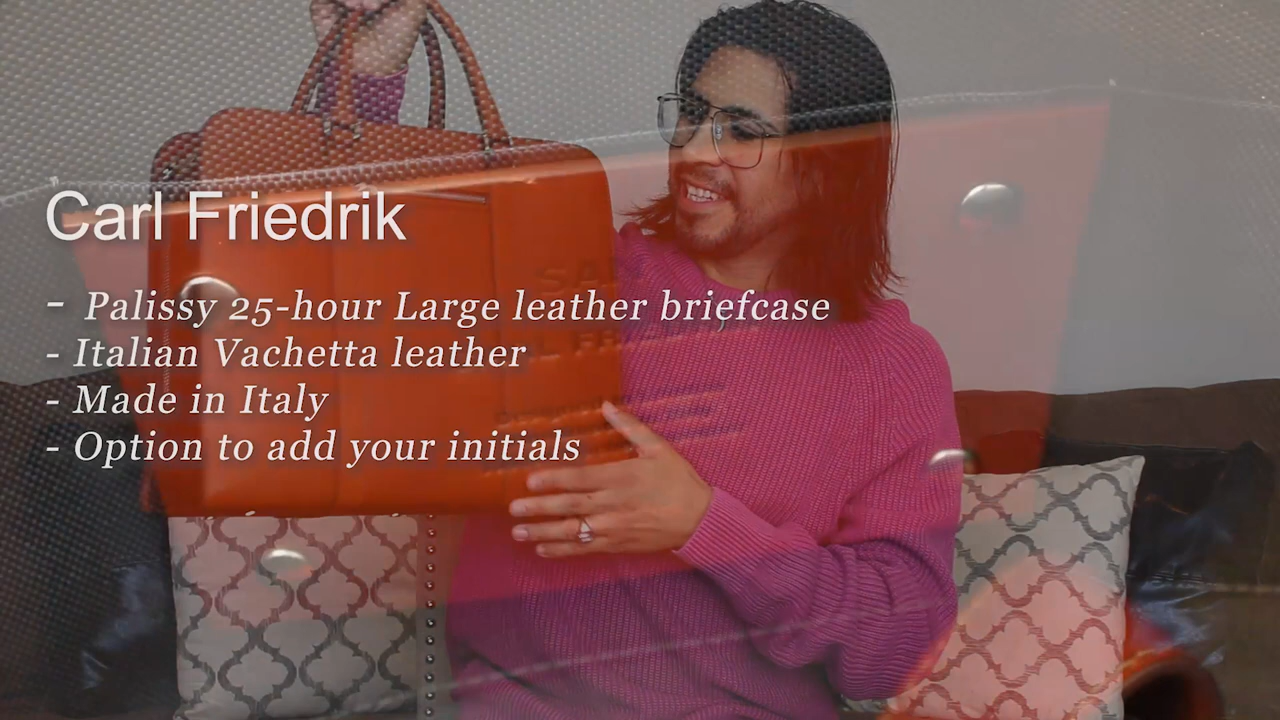 Carl Friedrik
- Palissy 25-hour Large leather briefcase
- Italian Vachetta leather
- Made in Italy
- Option to add your initials